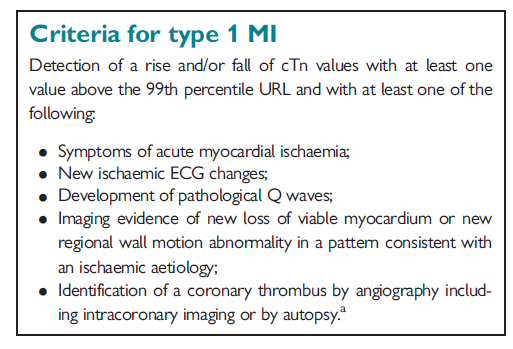 Criteria for type 1 MI
Detection of a rise and/or fall of cTn values with at least one
value above the 99th percentile URL and with at least one of the
following:
• Symptoms of acute myocardial ischaemia;
• New ischaemic ECG changes;
• Development of pathological Q waves;
• Imaging evidence of new loss of viable myocardium or new
regional wall motion abnormality in a pattern consistent with
an ischaemic aetiology;
• Identification of a coronary thrombus by angiography includ-
ing intracoronary imaging or by autopsy.ᵃ